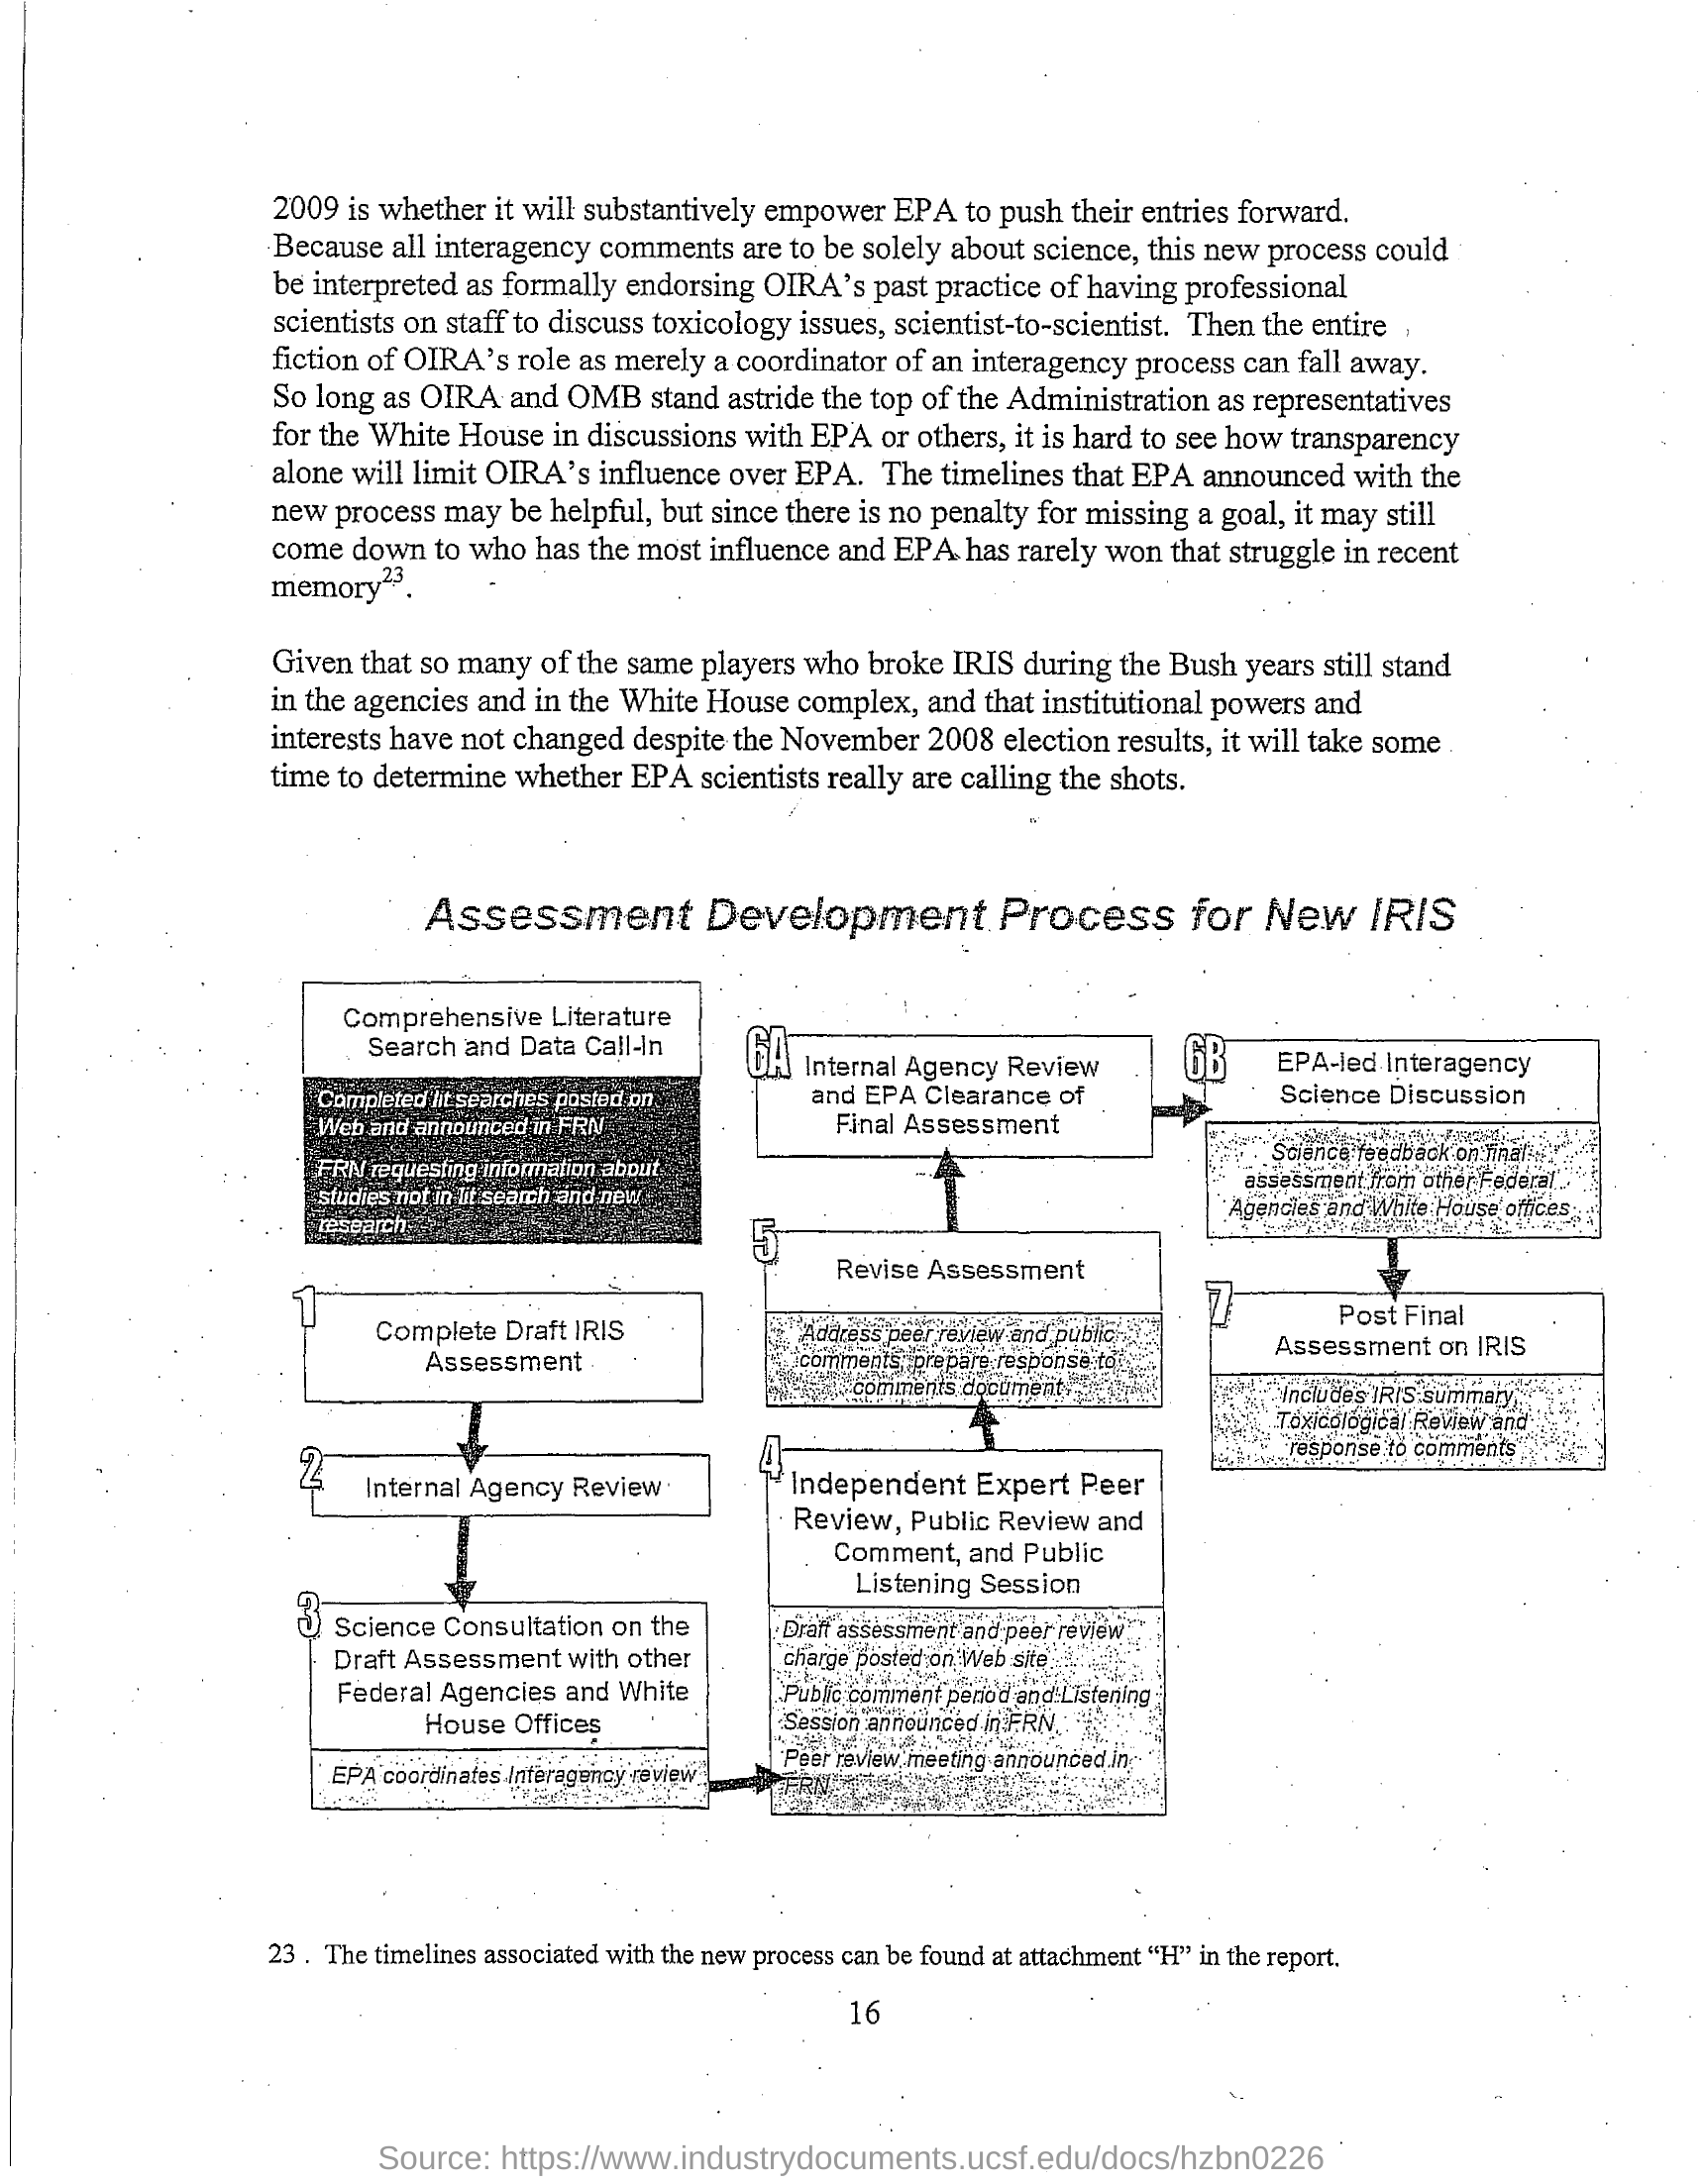 2009 is whether it will substantively empower EPA to push their entries forward.
Because all interagency comments are to be solely about science, this new process could
be interpreted as formally endorsing OIRA's past practice of having professional
scientists on staff to discuss toxicology issues, scientist-to-scientist. Then the entire
fiction of OIRA's role as merely a coordinator of an interagency process can fall away.
So long as OIRA and OMB stand astride the top of the Administration as representatives
for the White House in discussions with EPA or others, it is hard to see how transparency
alone will limit OIRA's influence over EPA. The timelines that EPA announced with the
new process may be helpful, but since there is no penalty for missing a goal, it may still
come down to who has the most influence and EPA has rarely won that struggle in recent
memory23.
Given that so many of the same players who broke IRIS during the Bush years still stand
in the agencies and in the White House complex, and that institutional powers and
interests have not changed despite the November 2008 election results, it will take some
time to determine whether EPA scientists really are calling the shots.
Assessment Development Process for New IRIS
Comprehensive Literature
Search and Data Call-In
Completed lit searches posted on
Web and announced in FRN
FRN requesting information about
studies not in lit search and new
research
1
Complete Draft IRIS
Assessment
2
Internal Agency Review
3
Science Consultation on the
Draft Assessment with other
Federal Agencies and White
House Offices
EPA coordinates Interagency review
4
Independent Expert Peer
Review, Public Review and
Comment, and Public
Listening Session
Draft assessment and peer review
charge posted on Web site
Public comment period and Listening
Session announced in FRN
Peer review meeting announced in
FRN
5
Revise Assessment
Address peer review and public
comments, prepare response to
comments document
6A
Internal Agency Review
and EPA Clearance of
Final Assessment
6B
EPA-led Interagency
Science Discussion
Science feedback on final
assessment from other Federal
Agencies and White House offices
7
Post Final
Assessment on IRIS
Includes IRIS summary,
Toxicological Review and
response to comments
23 . The timelines associated with the new process can be found at attachment "H" in the report.
16
Source: https://www.industrydocuments.ucsf.edu/docs/hzbn0226